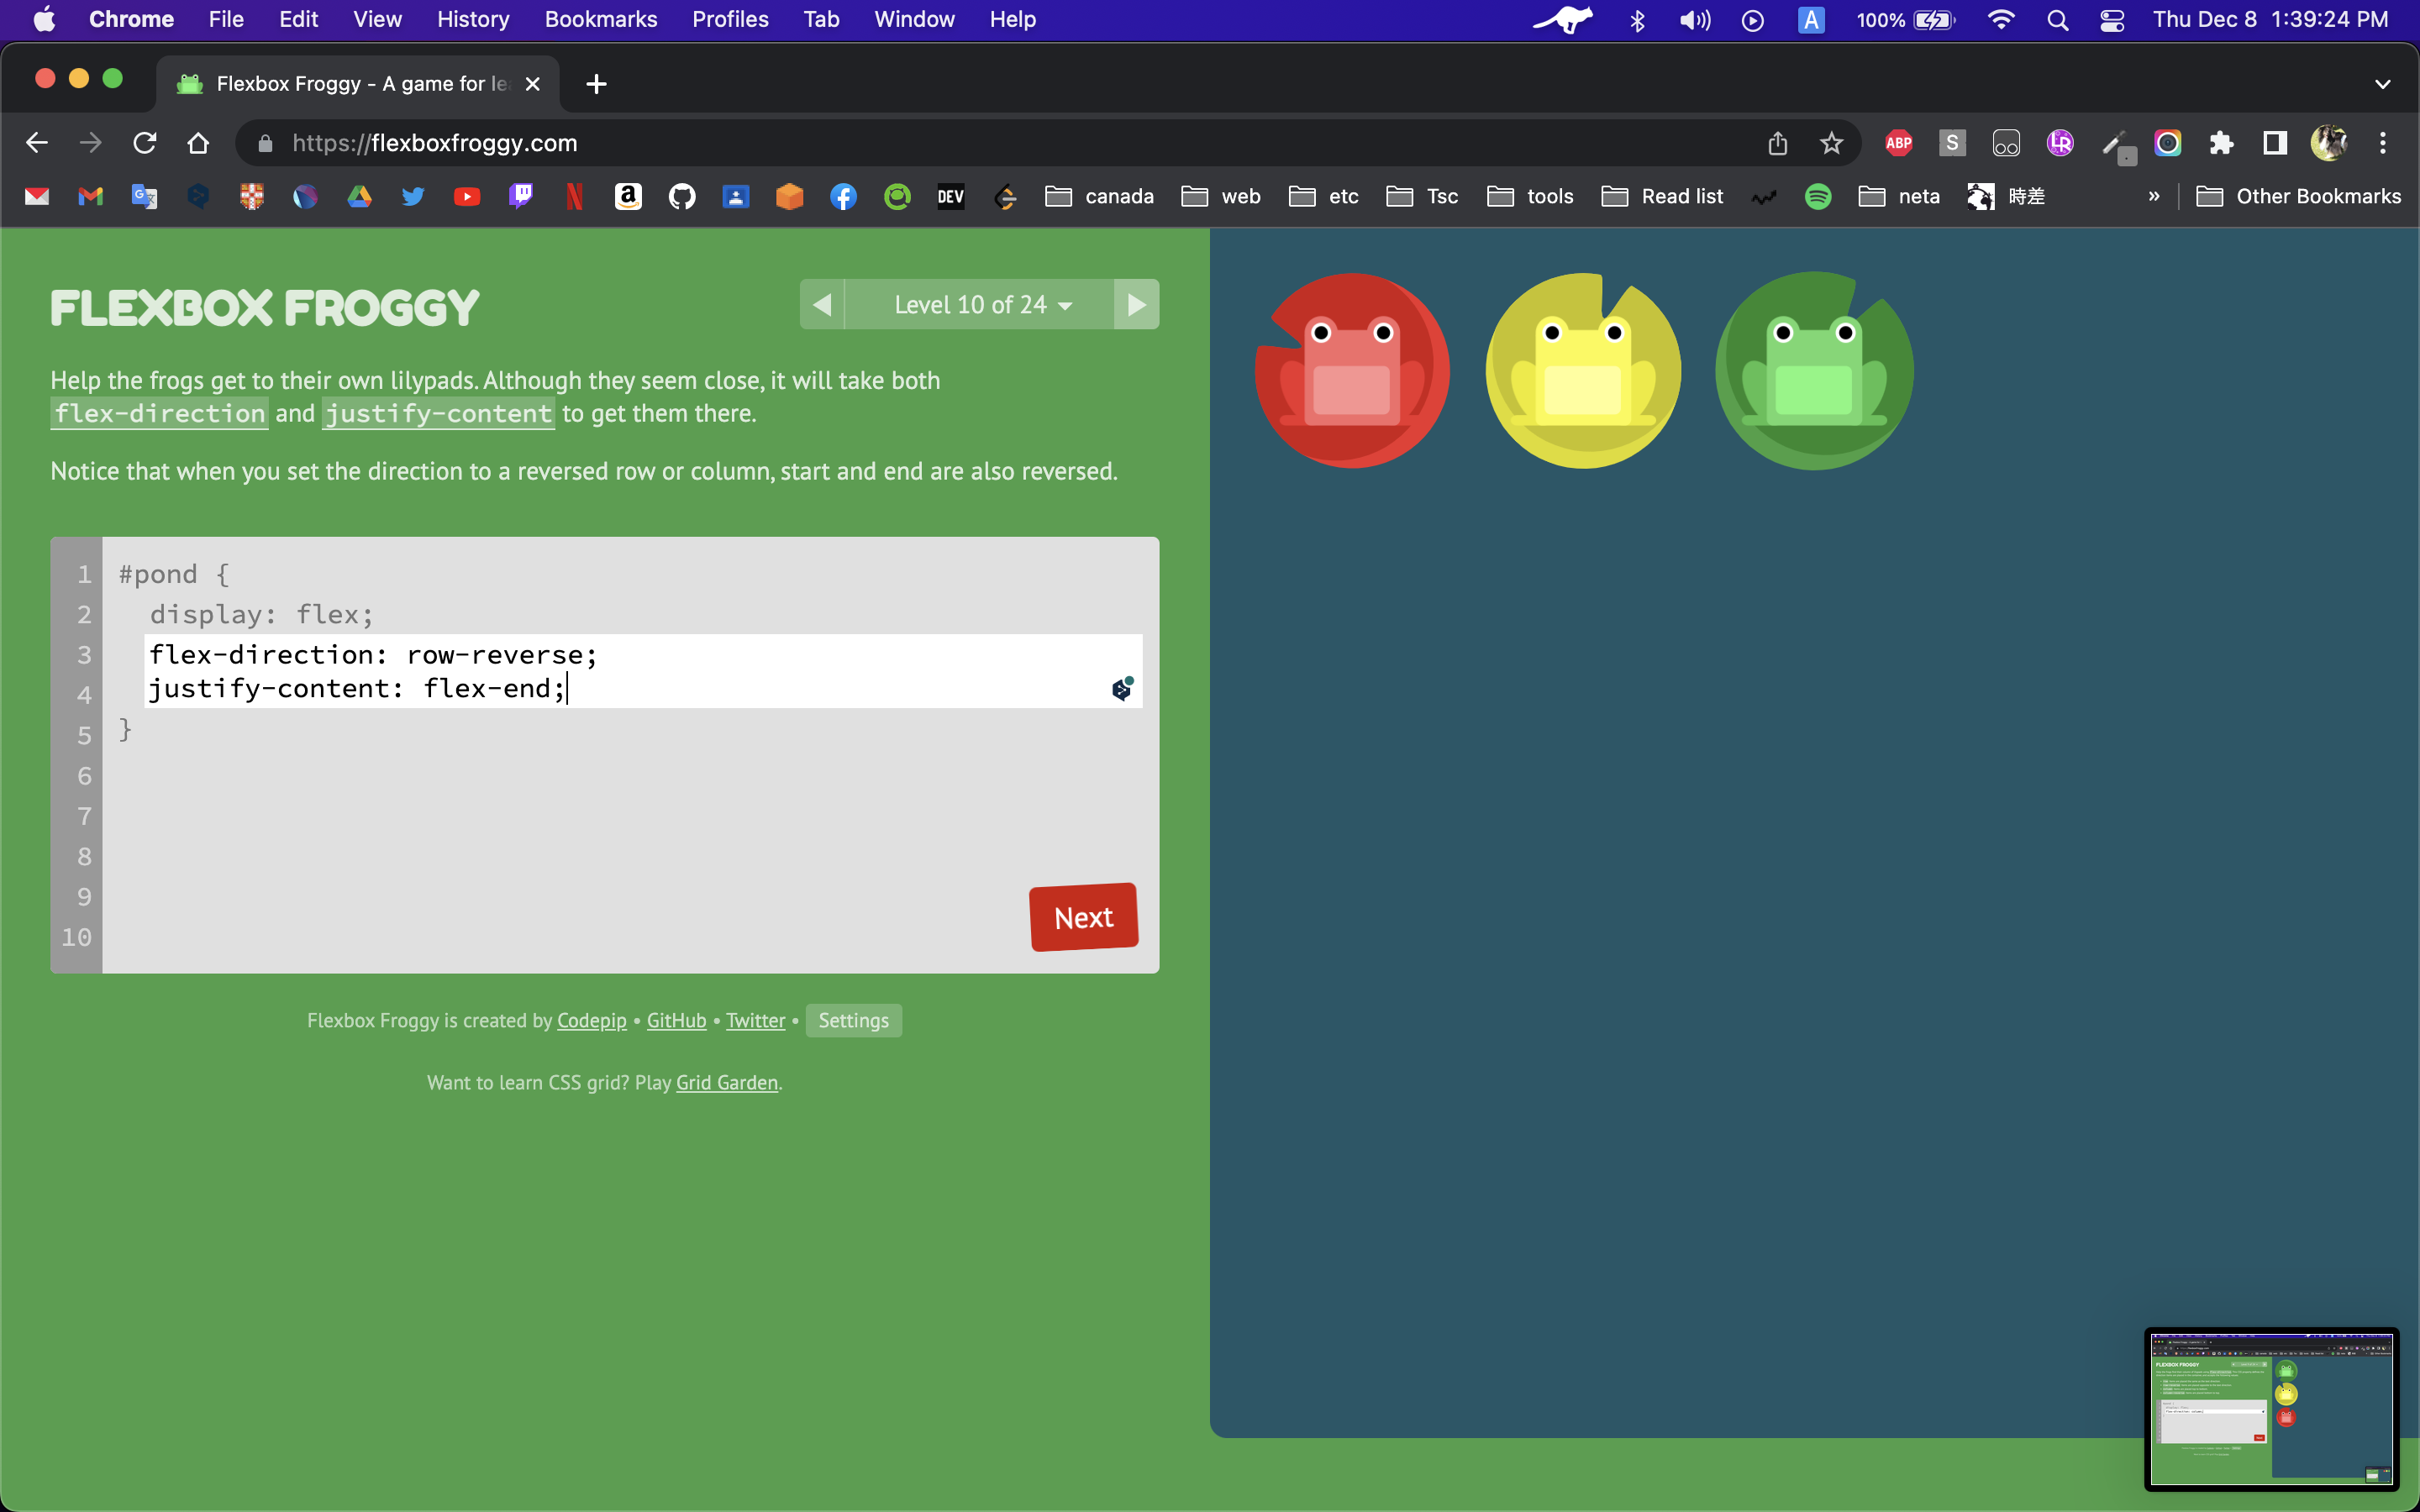 Chrome File Edit View History Bookmarks Profiles Tab Window Help A 100% Thu Dec 8 1:39:24 PM
Flexbox Froggy - A game for le
https://flexboxfroggy.com ABP S LR
G DEV canada web etc Tsc tools Read list neta 時差 » Other Bookmarks
FLEXBOX FROGGY
Level 10 of 24
Help the frogs get to their own lilypads. Although they seem close, it will take both
flex-direction and justify-content to get them there.
Notice that when you set the direction to a reversed row or column, start and end are also reversed.
1 #pond {
2 display: flex;
3 flex-direction: row-reverse;
4 justify-content: flex-end;
5 }
6
7
8
9
10
Next
Flexbox Froggy is created by Codepip • GitHub • Twitter • Settings
Want to learn CSS grid? Play Grid Garden.
FLEXBOX FROGGY